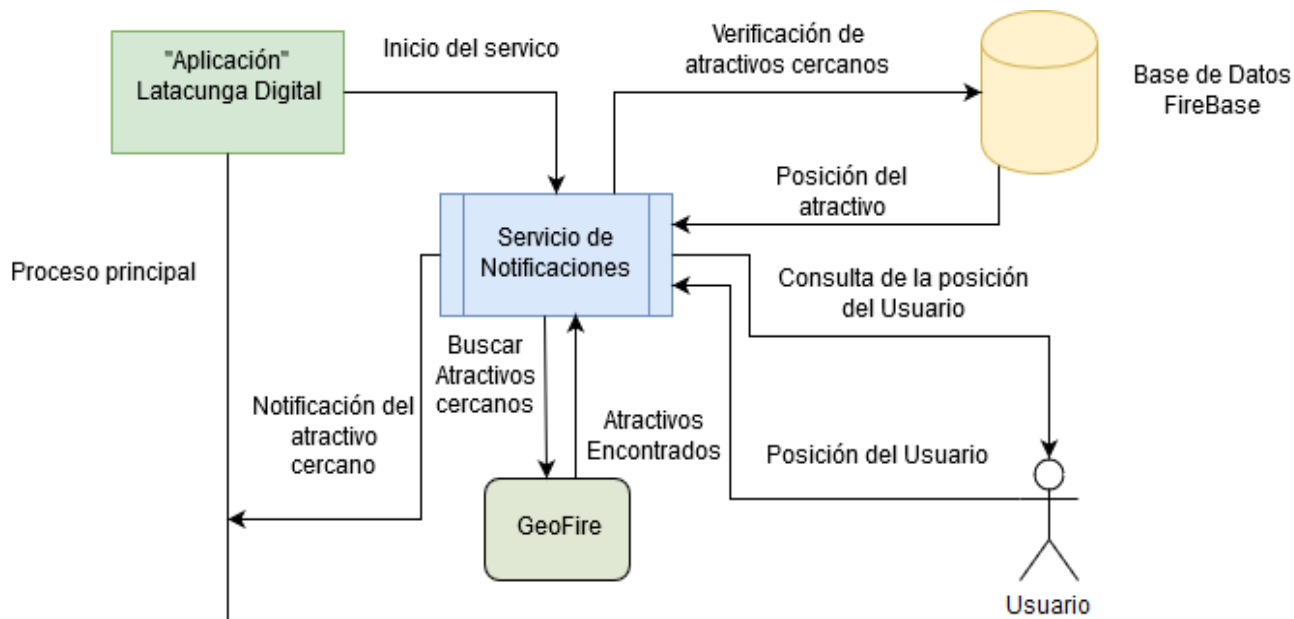 "Aplicación"
Latacunga Digital
Inicio del servico
Verificación de
atractivos cercanos
Base de Datos
FireBase
Posición del
atractivo
Servicio de
Notificaciones
Proceso principal
Consulta de la posición
del Usuario
Buscar
Atractivos
cercanos
Notificación del
atractivo
cercano
Atractivos
Encontrados
Posición del Usuario
GeoFire
Usuario